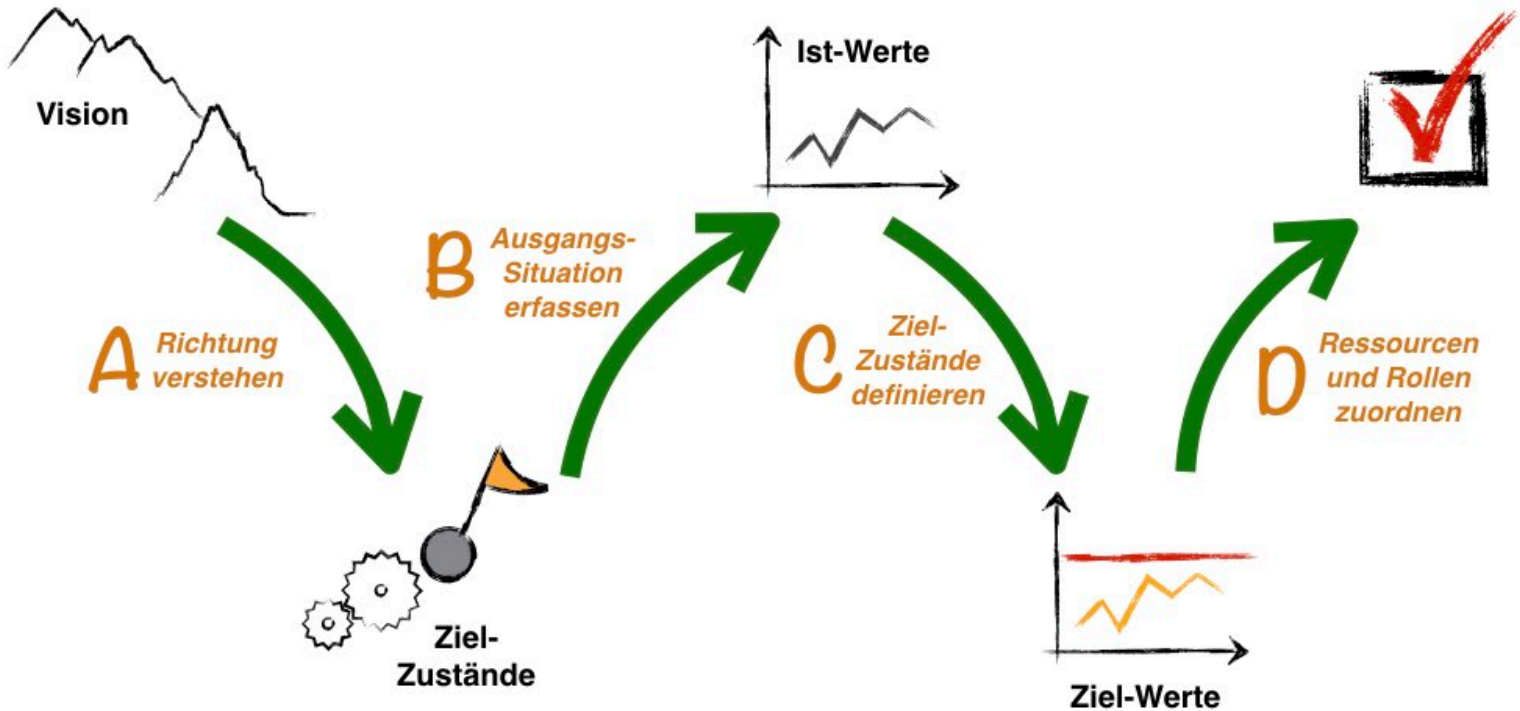 Vision
A
Richtung
verstehen
Ziel-
Zustände
B
Ausgangs-
Situation
erfassen
Ist-Werte
C
Ziel-
Zustände
definieren
Ziel-Werte
D
Ressourcen
und Rollen
zuordnen